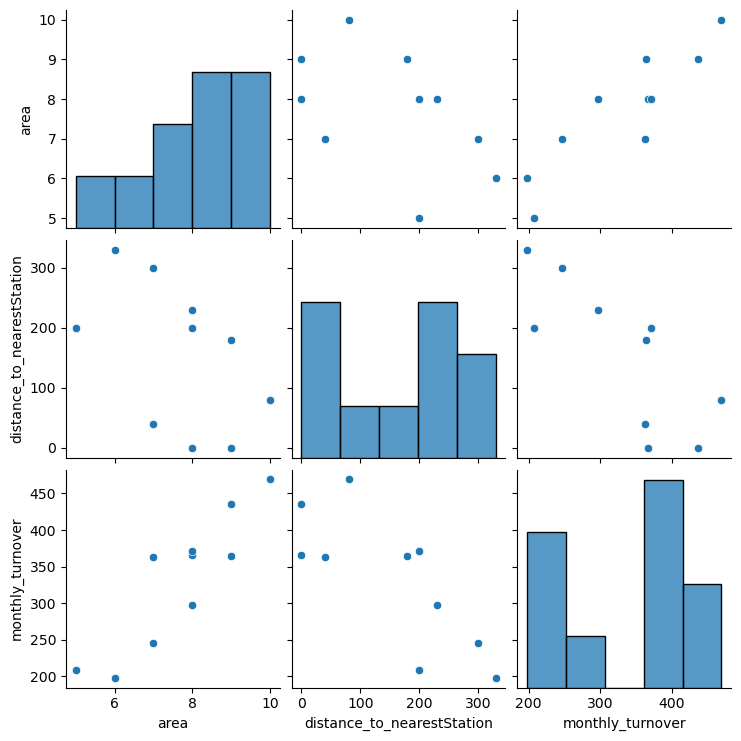 10
9
8
7
6
5
area
300
200
100
0
distance_to_nearestStation
450
400
350
300
250
200
monthly_turnover
6 8 10
area
0 100 200 300
distance_to_nearestStation
200 300 400
monthly_turnover